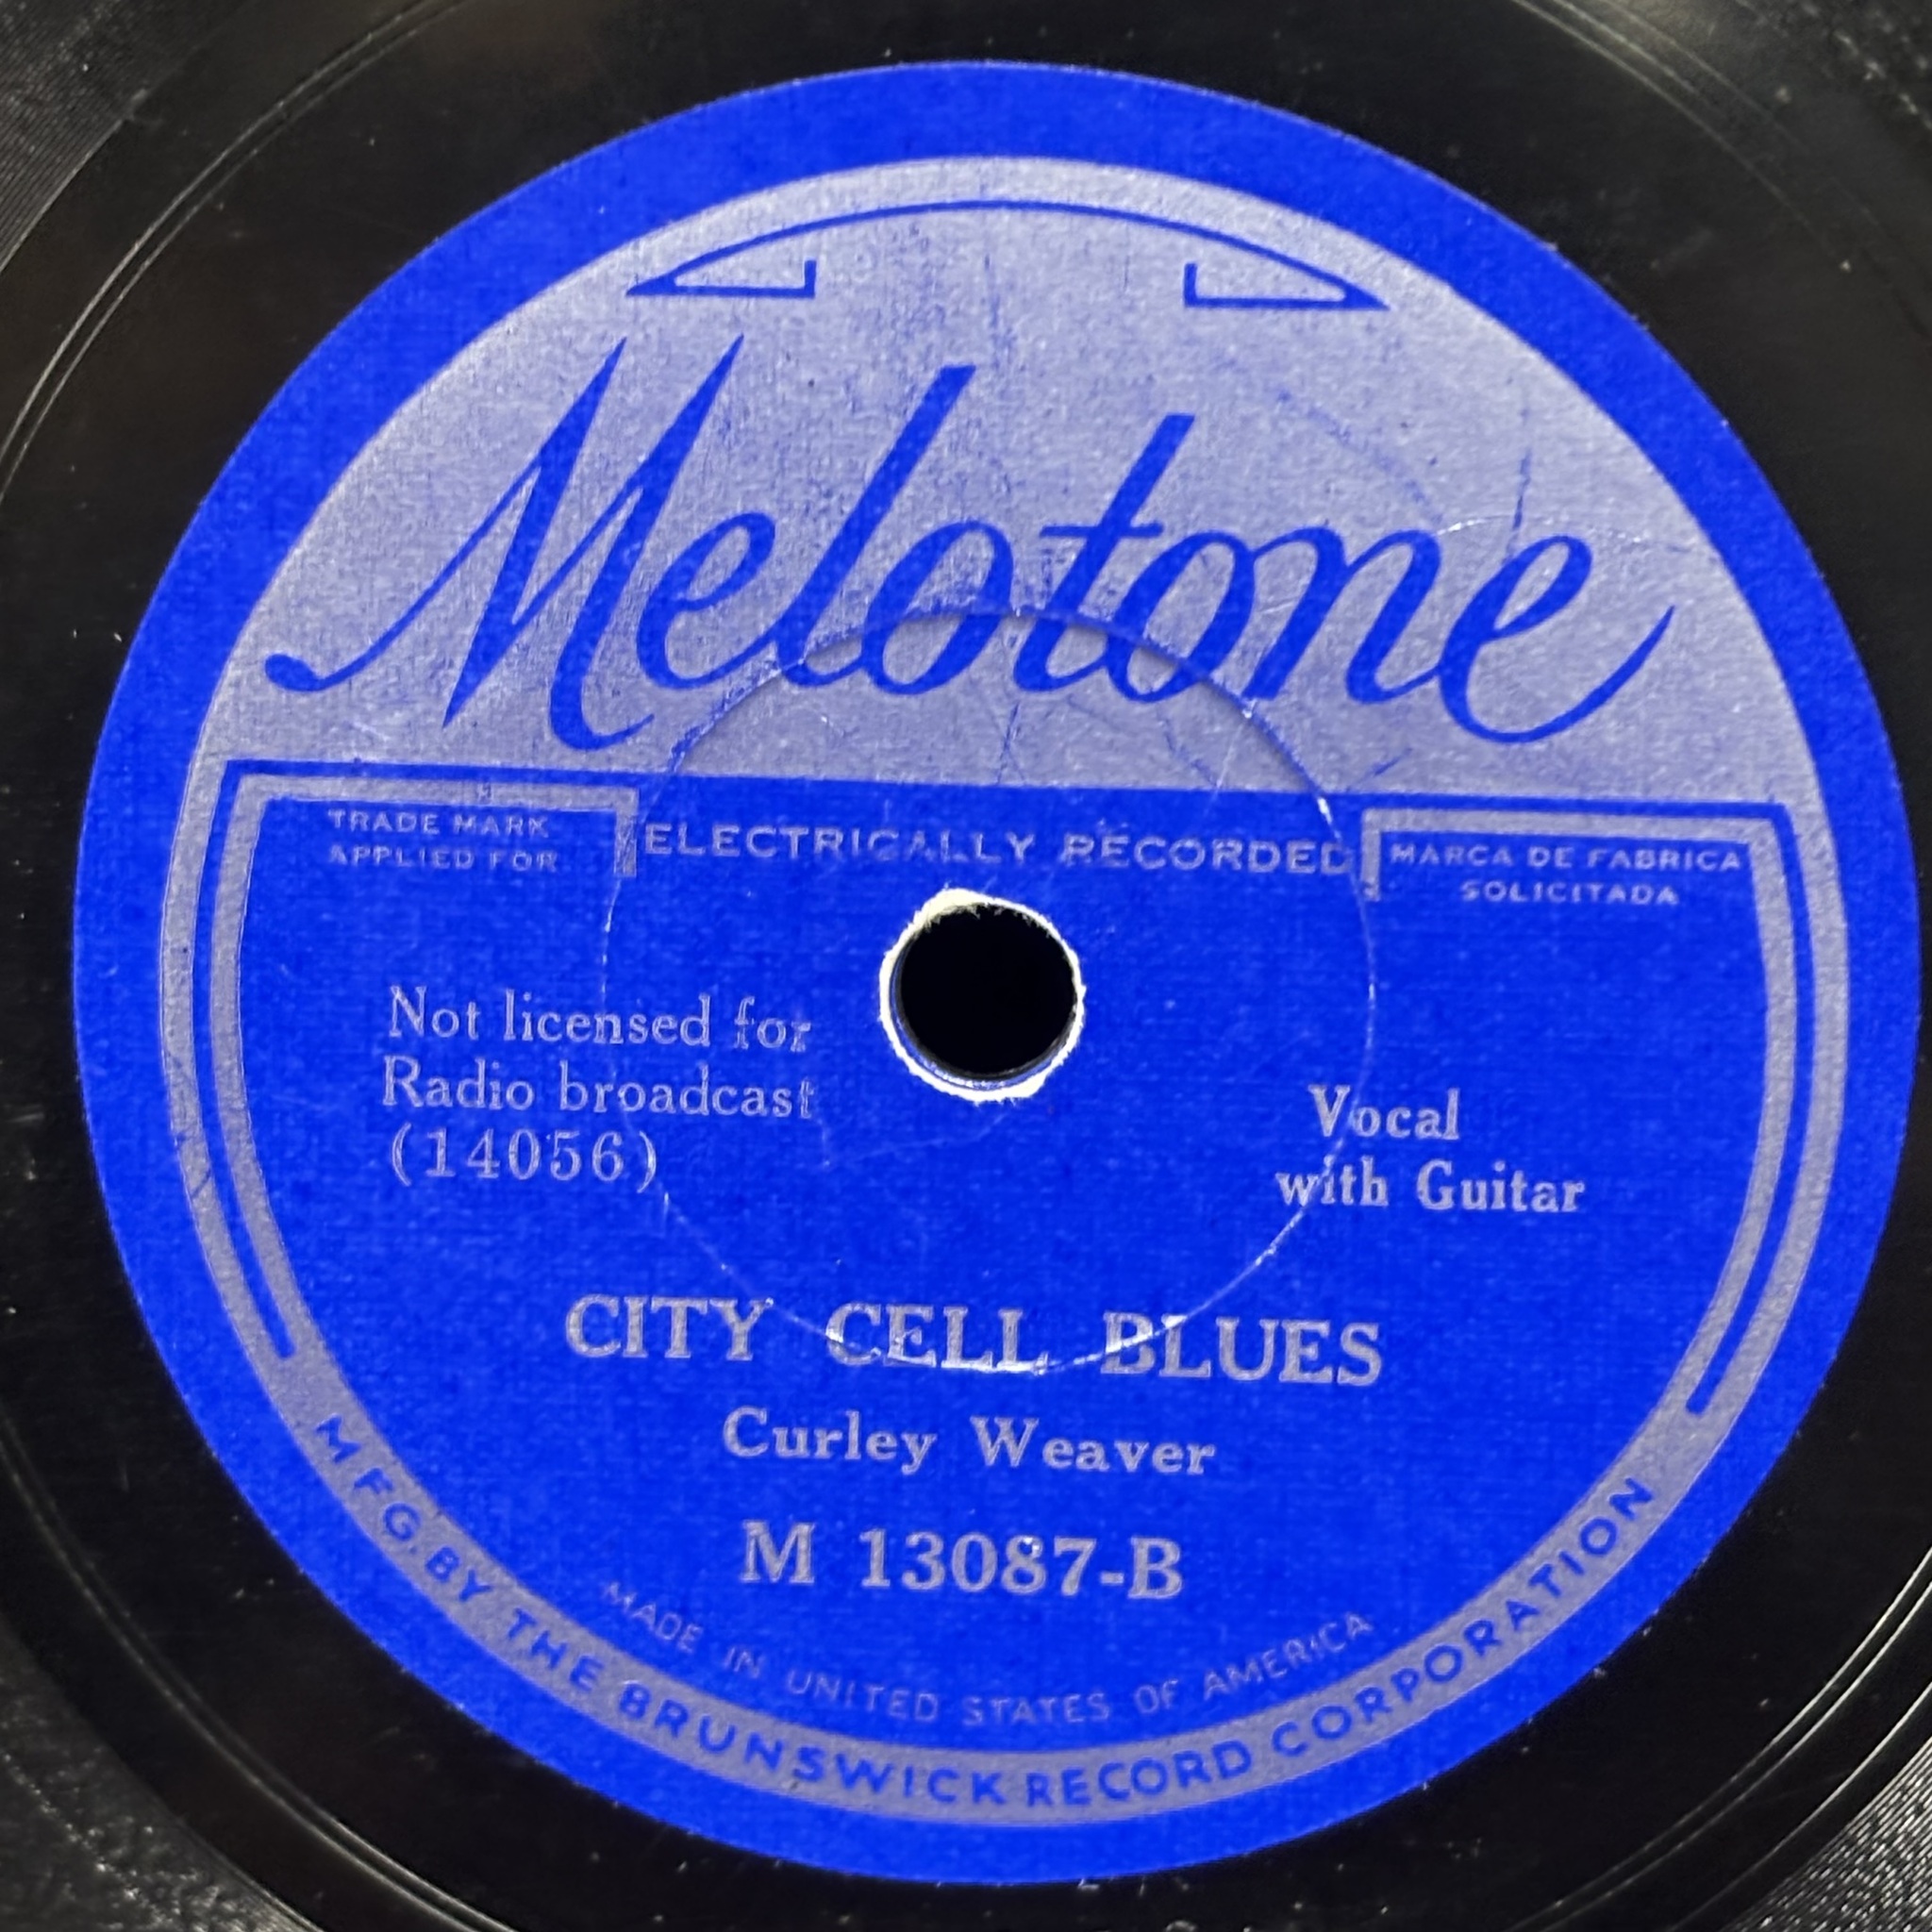 Melotone
TRADE MARK
APPLIED FOR
ELECTRICALLY RECORDED
MARCA DE FABRICA
SOLICITADA
Not licensed for
Radio broadcast
(14056)
Vocal
with Guitar
CITY CELL BLUES
Curley Weaver
M 13087-B
MADE IN UNITED STATES OF AMERICA
MFG. BY THE BRUNSWICK RECORD CORPORATION